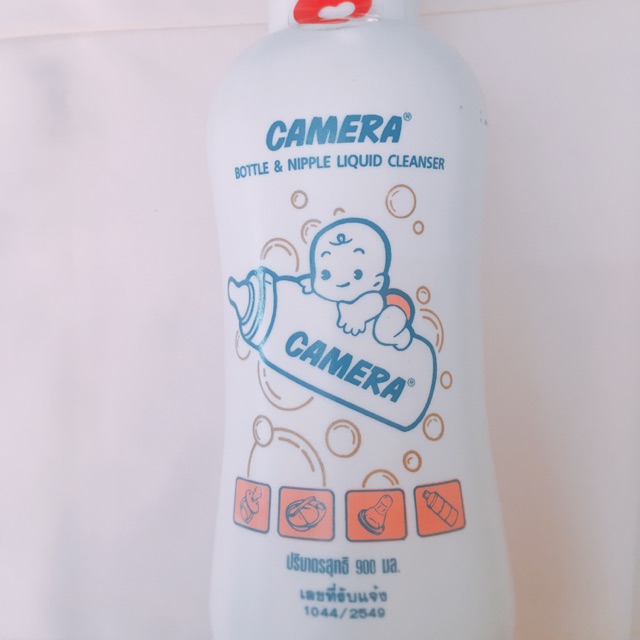 CAMERA®
BOTTLE & NIPPLE LIQUID CLEANSER
CAMERA®
ปริมาตรสุทธิ 900 มล.
เลขที่รับแจ้ง
1044/2549